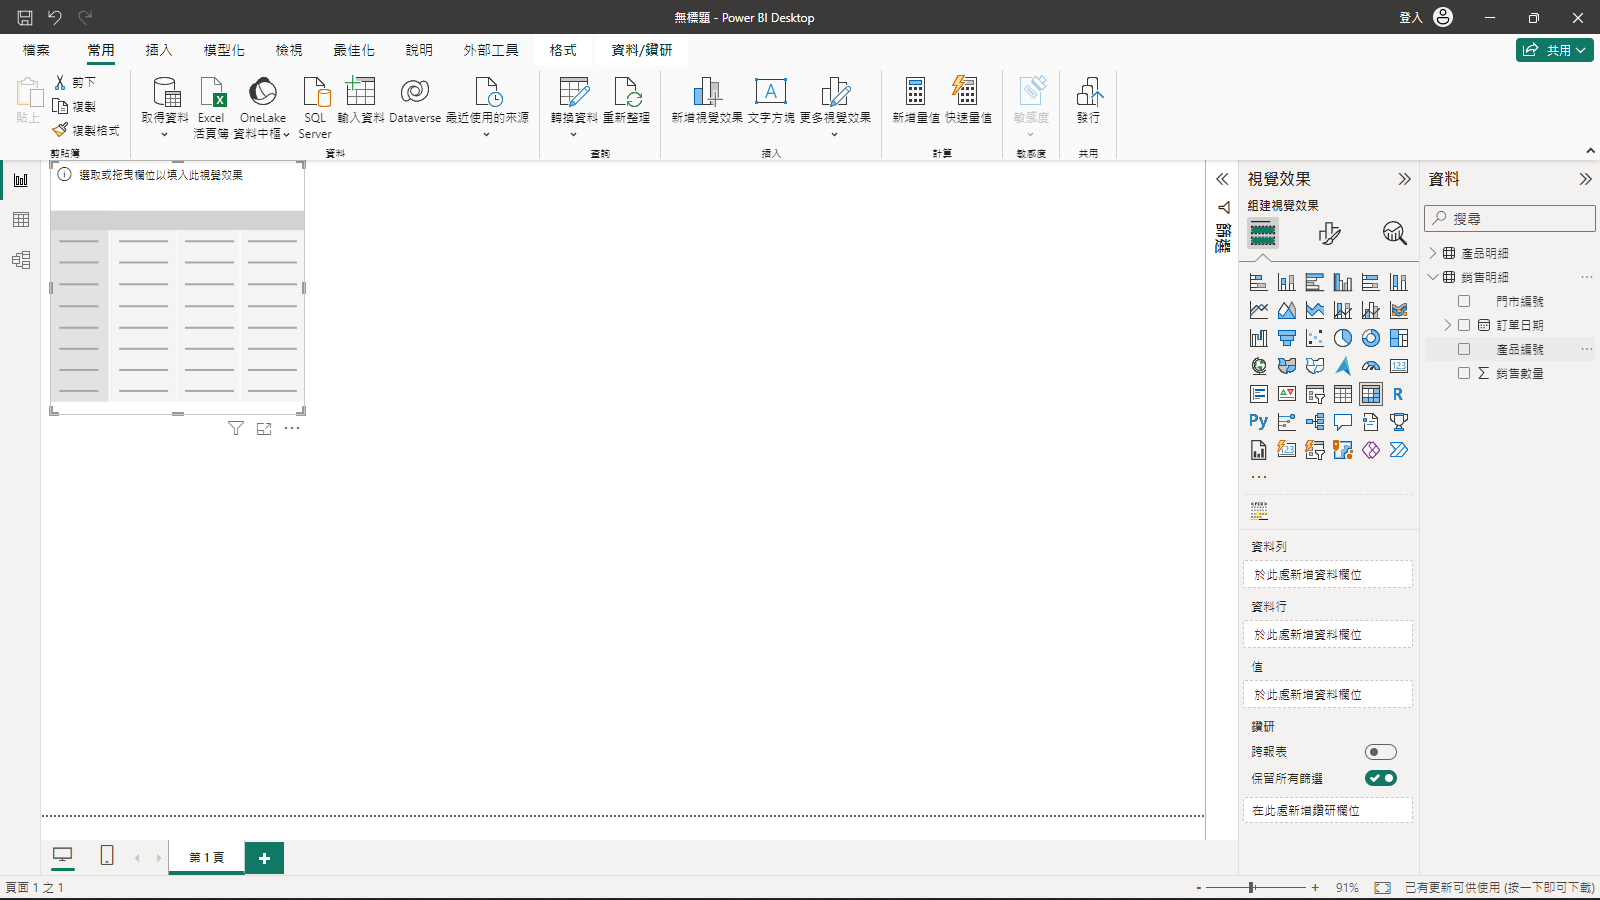 無標題 - Power BI Desktop
登入
檔案
常用
插入
模型化
檢視
最佳化
說明
外部工具
格式
資料/鑽研
共用
貼上
剪下
複製
複製格式
剪貼簿
取得資料
Excel
活頁簿
OneLake
資料中樞
SQL
Server
輸入資料
Dataverse
最近使用的來源
資料
轉換資料
重新整理
查詢
新增視覺效果
文字方塊
更多視覺效果
插入
新增量值
快速量值
計算
敏感度
敏感度
發行
共用
選取或拖曳欄位以填入此視覺效果
篩選
視覺效果
組建視覺效果
資料列
於此處新增資料欄位
資料行
於此處新增資料欄位
值
於此處新增資料欄位
鑽研
跨報表
保留所有篩選
在此處新增鑽研欄位
資料
搜尋
產品明細
銷售明細
門市編號
訂單日期
產品編號
銷售數量
第 1 頁
頁面 1 之 1
- + 91%
已有更新可供使用 (按一下即可下載)